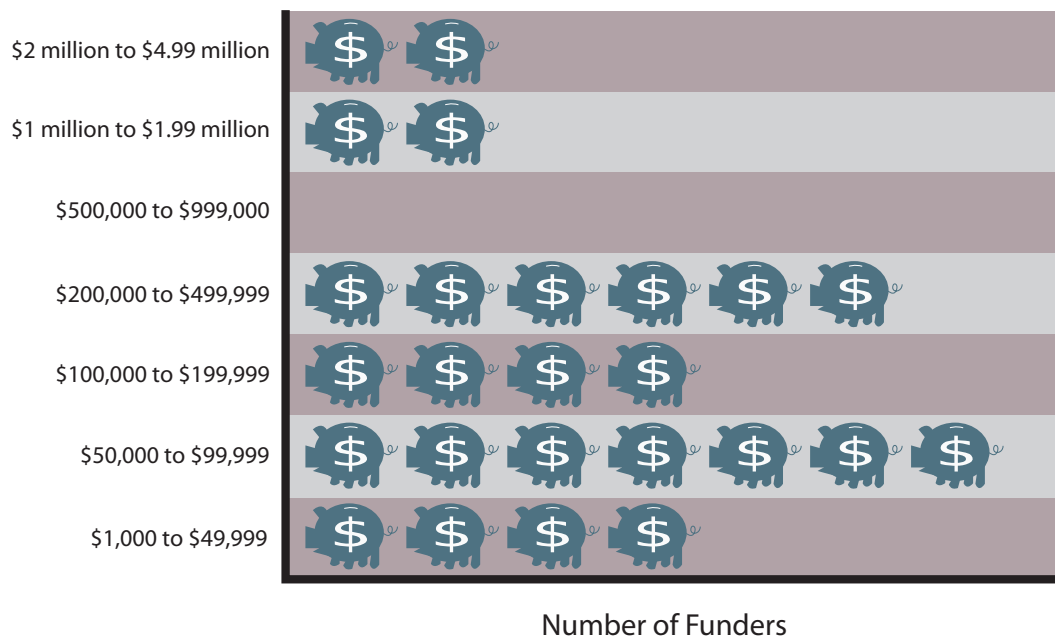 $2 million to $4.99 million
$ $
$1 million to $1.99 million
$ $
$500,000 to $999,000
$200,000 to $499,999
$ $ $ $ $ $
$100,000 to $199,999
$ $ $ $
$50,000 to $99,999
$ $ $ $ $ $ $
$1,000 to $49,999
$ $ $ $
Number of Funders